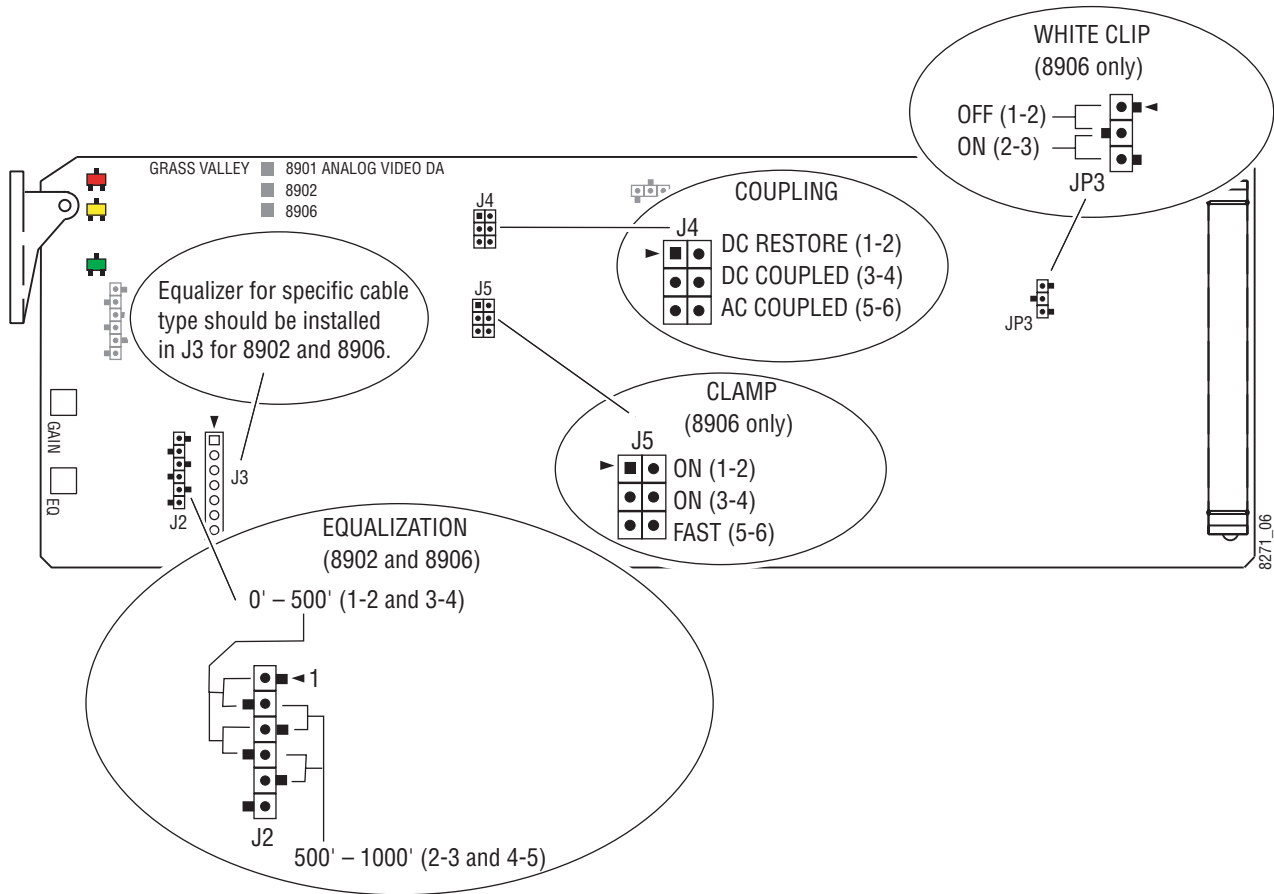 WHITE CLIP
(8906 only)
OFF (1-2)
ON (2-3)
JP3
GRASS VALLEY
8901 ANALOG VIDEO DA
8902
8906
J4
COUPLING
J4
DC RESTORE (1-2)
DC COUPLED (3-4)
AC COUPLED (5-6)
Equalizer for specific cable
type should be installed
in J3 for 8902 and 8906.
J5
JP3
CLAMP
(8906 only)
J5
ON (1-2)
ON (3-4)
FAST (5-6)
GAIN
EQ
J3
J2
EQUALIZATION
(8902 and 8906)
0' – 500' (1-2 and 3-4)
1
J2
500' – 1000' (2-3 and 4-5)
8271_06